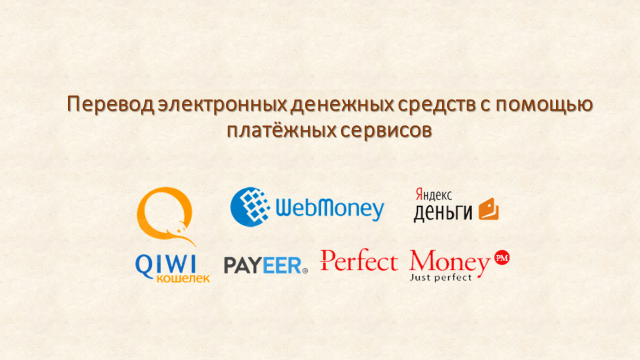 Перевод электронных денежных средств с помощью
платёжных сервисов
WebMoney
Яндекс
деньги
QIWI
кошелек
PAYEER®
Perfect Money PM
Just perfect